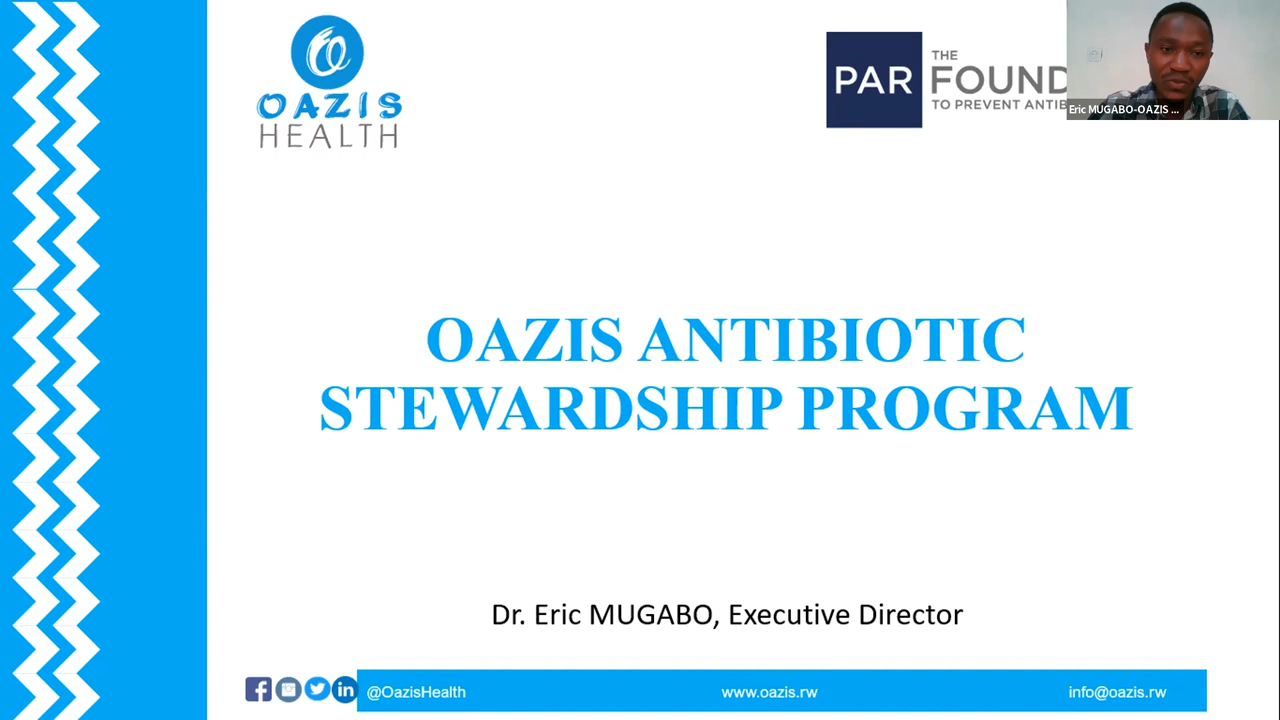 OAZIS
HEALTH
PAR
THE
FOUND
TO PREVENT ANTIB
Eric MUGABO-OAZIS ...
OAZIS ANTIBIOTIC
STEWARDSHIP PROGRAM
Dr. Eric MUGABO, Executive Director
@OazisHealth
www.oazis.rw
info@oazis.rw